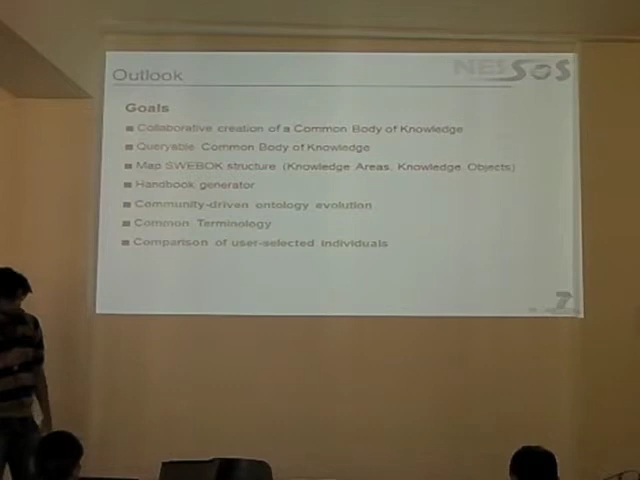 Outlook
NESSOS
Goals
Collaborative creation of a Common Body of Knowledge
Queryable Common Body of Knowledge
Map SWEBOK structure (Knowledge Areas, Knowledge Objects)
Handbook generator
Community-driven ontology evolution
Common Terminology
Comparison of user-selected individuals